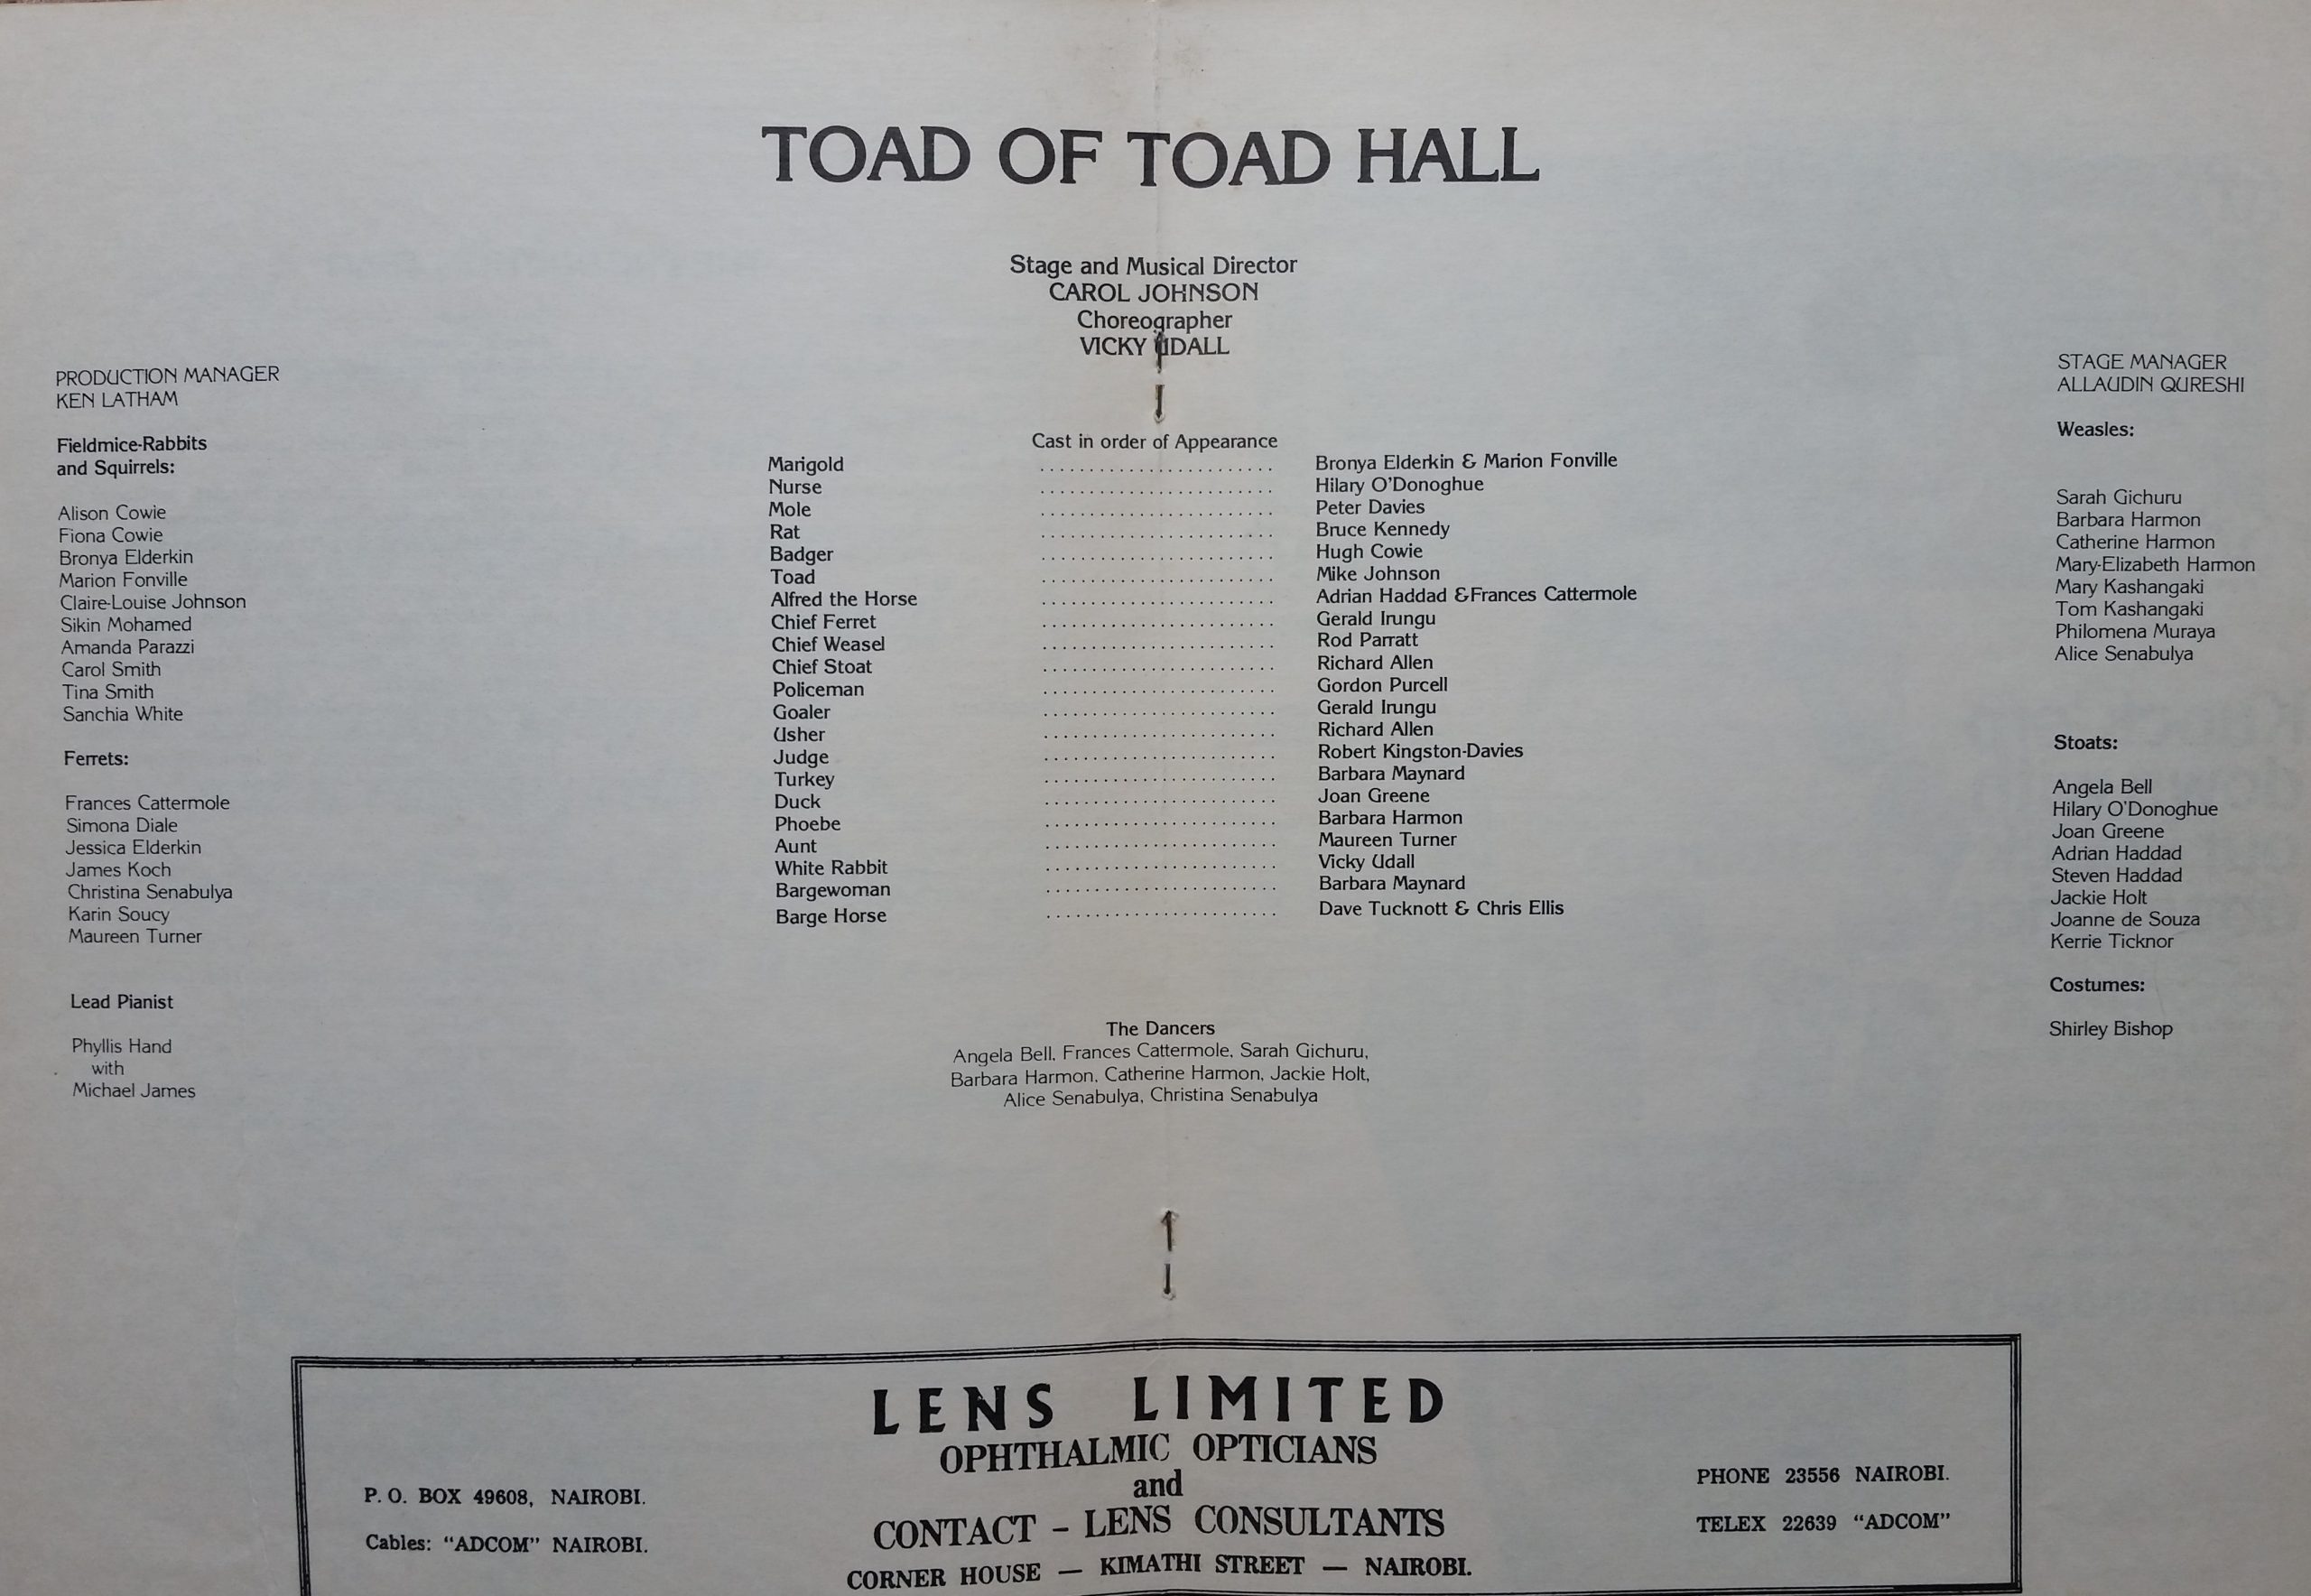 TOAD OF TOAD HALL
Stage and Musical Director
CAROL JOHNSON
Choreographer
VICKY UDALL
PRODUCTION MANAGER
KEN LATHAM
Fieldmice-Rabbits
and Squirrels:
Alison Cowie
Fiona Cowie
Bronya Elderkin
Marion Fonville
Claire-Louise Johnson
Sikin Mohamed
Amanda Parazzi
Carol Smith
Tina Smith
Sanchia White
Ferrets:
Frances Cattermole
Simona Diale
Jessica Elderkin
James Koch
Christina Senabulya
Karin Soucy
Maureen Turner
Lead Pianist
Phyllis Hand
with
Michael James
Cast in order of Appearance
Marigold ........................ Bronya Elderkin & Marion Fonville
Nurse ........................ Hilary O'Donoghue
Mole ........................ Peter Davies
Rat ........................ Bruce Kennedy
Badger ........................ Hugh Cowie
Toad ........................ Mike Johnson
Alfred the Horse ........................ Adrian Haddad &Frances Cattermole
Chief Ferret ........................ Gerald Irungu
Chief Weasel ........................ Rod Parratt
Chief Stoat ........................ Richard Allen
Policeman ........................ Gordon Purcell
Goaler ........................ Gerald Irungu
Usher ........................ Richard Allen
Judge ........................ Robert Kingston-Davies
Turkey ........................ Barbara Maynard
Duck ........................ Joan Greene
Phoebe ........................ Barbara Harmon
Aunt ........................ Maureen Turner
White Rabbit ........................ Vicky Udall
Bargewoman ........................ Barbara Maynard
Barge Horse ........................ Dave Tucknott & Chris Ellis
The Dancers
Angela Bell, Frances Cattermole, Sarah Gichuru,
Barbara Harmon, Catherine Harmon, Jackie Holt,
Alice Senabulya, Christina Senabulya
STAGE MANAGER
ALLAUDIN QURESHI
Weasles:
Sarah Gichuru
Barbara Harmon
Catherine Harmon
Mary-Elizabeth Harmon
Mary Kashangaki
Tom Kashangaki
Philomena Muraya
Alice Senabulya
Stoats:
Angela Bell
Hilary O'Donoghue
Joan Greene
Adrian Haddad
Steven Haddad
Jackie Holt
Joanne de Souza
Kerrie Ticknor
Costumes:
Shirley Bishop
LENS LIMITED
OPHTHALMIC OPTICIANS
and
CONTACT - LENS CONSULTANTS
CORNER HOUSE — KIMATHI STREET — NAIROBI.
P. O. BOX 49608, NAIROBI.
Cables: "ADCOM" NAIROBI.
PHONE 23556 NAIROBI.
TELEX 22639 "ADCOM"